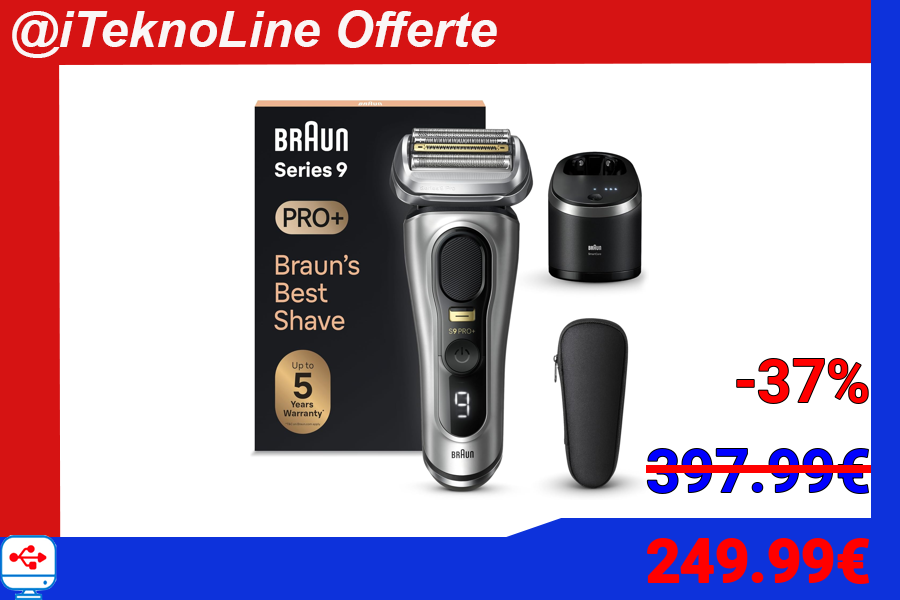 @iTeknoLine Offerte
BRAUN
BRAUN
Series 9
PRO+
Braun's
Best
Shave
Up to
5
Years
Warranty*
S9 PRO+
9
BRAUN
BRAUN
-37%
397.99€
249.99€